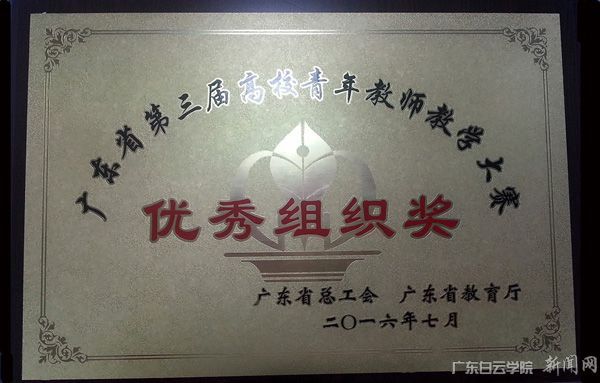 广东省第三届高校青年教师教学大赛
优秀组织奖
广东省总工会 广东省教育厅
二〇一六年七月
广东白云学院 新闻网